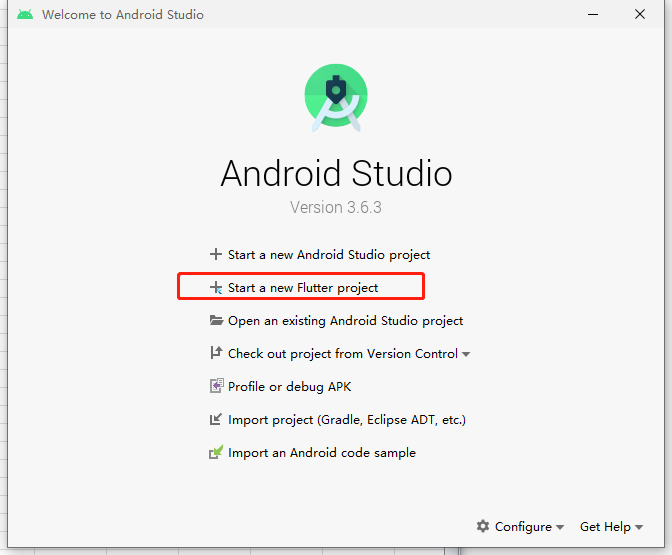 Welcome to Android Studio
Android Studio
Version 3.6.3
Start a new Android Studio project
Start a new Flutter project
Open an existing Android Studio project
Check out project from Version Control
Profile or debug APK
Import project (Gradle, Eclipse ADT, etc.)
Import an Android code sample
Configure Get Help